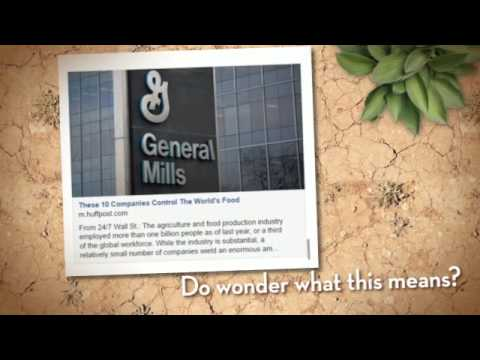 General
Mills
These 10 Companies Control The World's Food
m.huffpost.com
From 24/7 Wall St.: The agriculture and food production industry
employed more than one billion people as of last year, or a third
of the global workforce. While the industry is substantial, a
relatively small number of companies wield an enormous am...
Do wonder what this means?